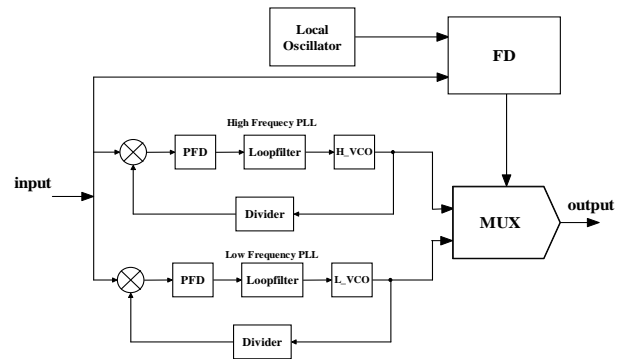 Local
Oscillator
FD
High Frequecy PLL
PFD
Loopfilter
H_VCO
input
Divider
MUX
output
Low Frequency PLL
PFD
Loopfilter
L_VCO
Divider